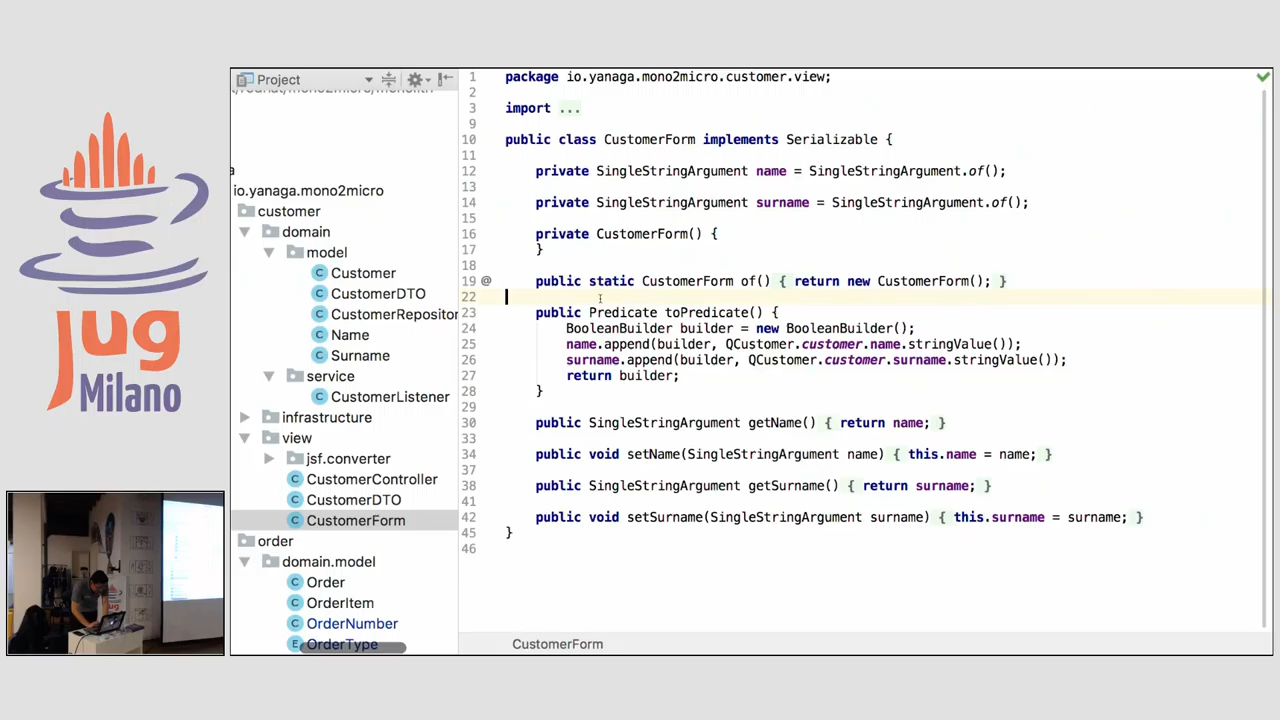 Project
io.yanaga.mono2micro
customer
domain
model
Customer
CustomerDTO
CustomerRepositor
Name
Surname
service
CustomerListener
infrastructure
view
jsf.converter
CustomerController
CustomerDTO
CustomerForm
order
domain.model
Order
OrderItem
OrderNumber
OrderType
1 package io.yanaga.mono2micro.customer.view;
2
3 import ...
9
10 public class CustomerForm implements Serializable {
11
12 private SingleStringArgument name = SingleStringArgument.of();
13
14 private SingleStringArgument surname = SingleStringArgument.of();
15
16 private CustomerForm() {
17 }
18
19 @ public static CustomerForm of() { return new CustomerForm(); }
22
23 public Predicate toPredicate() {
24 BooleanBuilder builder = new BooleanBuilder();
25 name.append(builder, QCustomer.customer.name.stringValue());
26 surname.append(builder, QCustomer.customer.surname.stringValue());
27 return builder;
28 }
29
30 public SingleStringArgument getName() { return name; }
33
34 public void setName(SingleStringArgument name) { this.name = name; }
37
38 public SingleStringArgument getSurname() { return surname; }
41
42 public void setSurname(SingleStringArgument surname) { this.surname = surname; }
45 }
46
CustomerForm
jug
Milano
jug